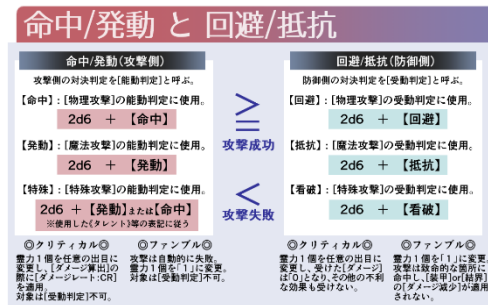 命中/発動 と 回避/抵抗
命中/発動(攻撃側)
攻撃側の対決判定を[能動判定]と呼ぶ。
【命中】:[物理攻撃]の能動判定に使用。
2d6 + 【命中】
【発動】:[魔法攻撃]の能動判定に使用。
2d6 + 【発動】
【特殊】:[特殊攻撃]の能動判定に使用。
2d6 + 【発動】または【命中】
※使用した《タレント》等の表記に従う
◎クリティカル◎
霊力1個を任意の出目に
変更し、[ダメージ算出]の
際に[ダメージレート:CR]
を適用。
対象は[受動判定]不可。
◎ファンブル◎
攻撃は自動的に失敗。
霊力1個を「1」に変更。
対象は[受動判定]不可。
≧
攻撃成功
<
攻撃失敗
回避/抵抗(防御側)
防御側の対決判定を[受動判定]と呼ぶ。
【回避】:[物理攻撃]の受動判定に使用。
2d6 + 【回避】
【抵抗】:[魔法攻撃]の受動判定に使用。
2d6 + 【抵抗】
【看破】:[特殊攻撃]の受動判定に使用。
2d6 + 【看破】
◎クリティカル◎
霊力1個を任意の出目に
変更し、受けた[ダメージ]
は「0」となり、その他の不利
な効果も受けない。
◎ファンブル◎
霊力1個を「1」に変更。
攻撃は致命的な箇所に
命中し、[装甲]or[結界]
の[ダメージ減少]が適用
されない。